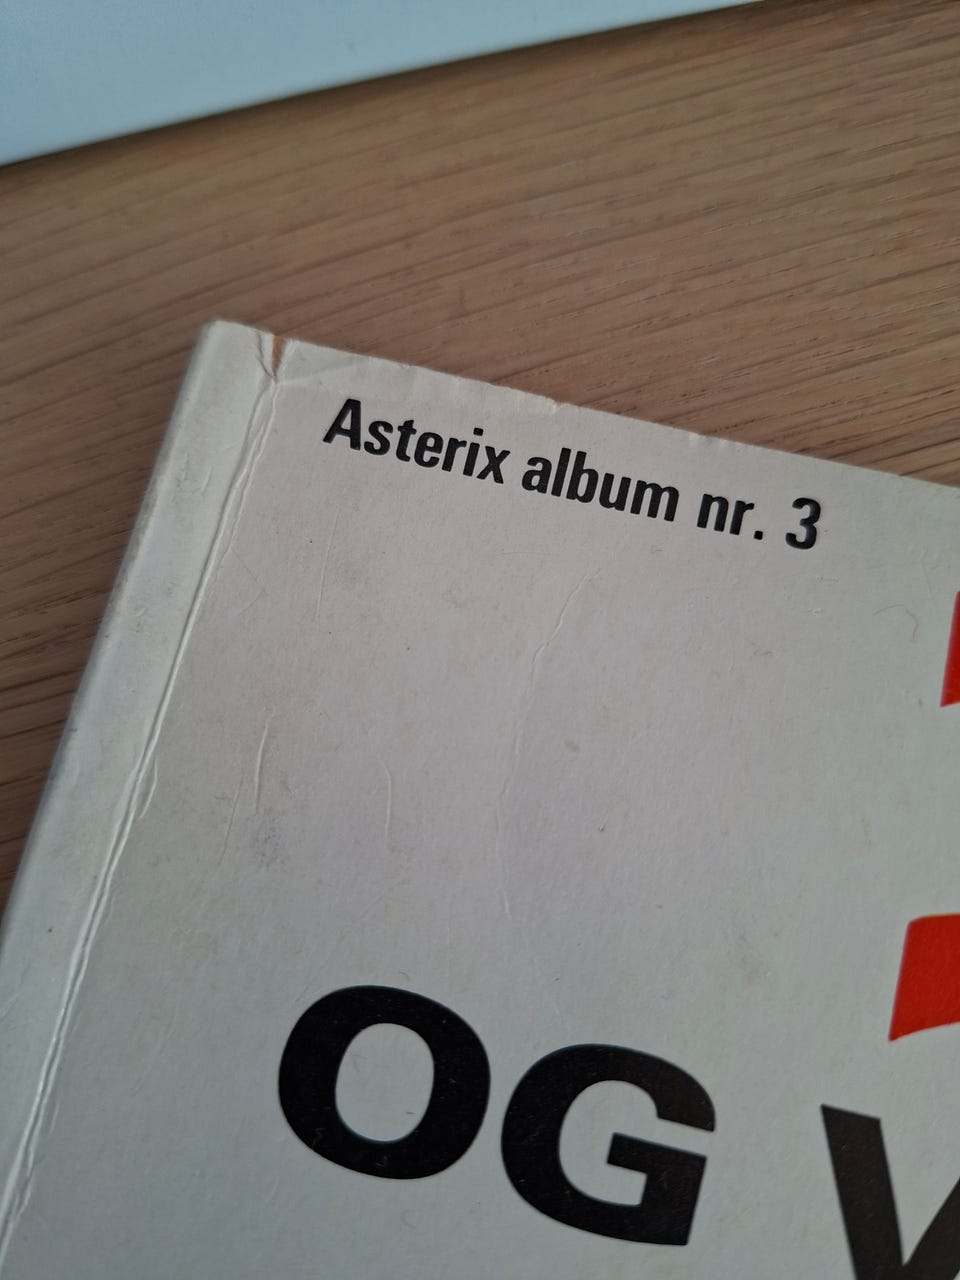 Asterix album nr. 3
OG V